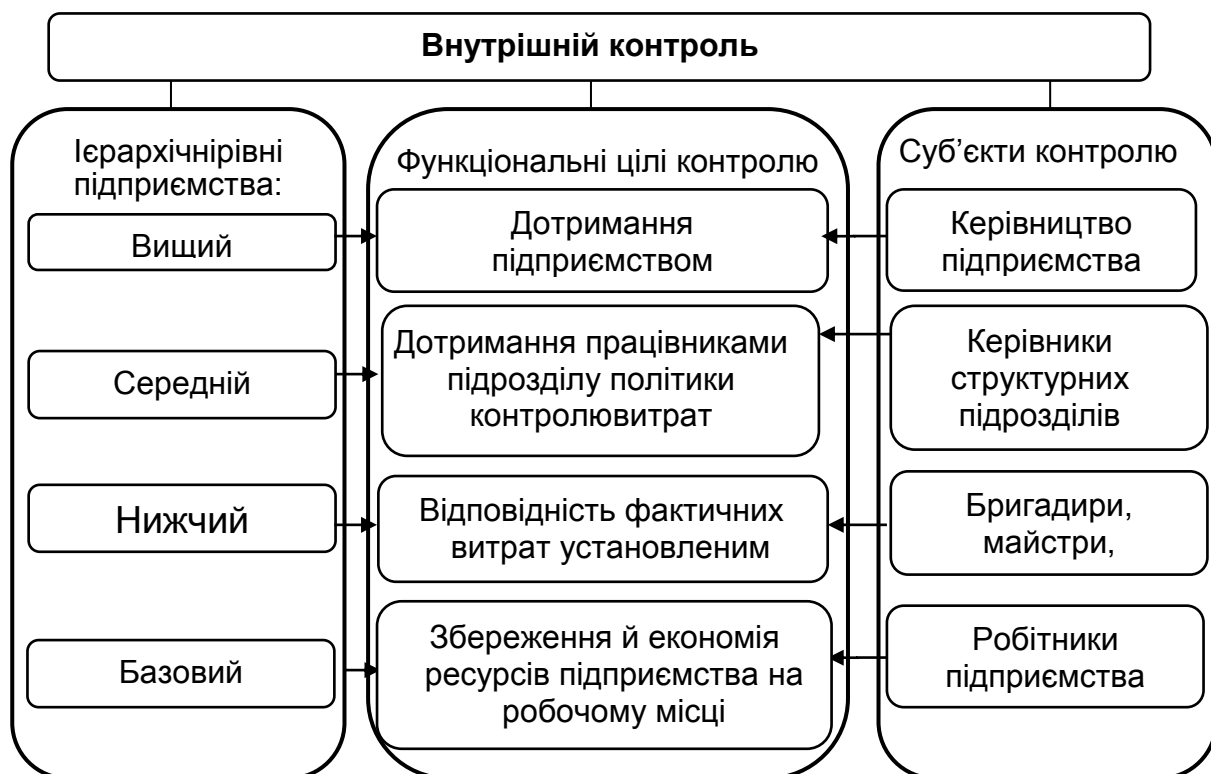 Внутрішній контроль
Ієрархічнірівні
підприємства:
Вищий
Середній
Нижчий
Базовий
Функціональні цілі контролю
Дотримання
підприємством
Дотримання працівниками
підрозділу політики
контролювитрат
Відповідність фактичних
витрат установленим
Збереження й економія
ресурсів підприємства на
робочому місці
Суб’єкти контролю
Керівництво
підприємства
Керівники
структурних
підрозділів
Бригадири,
майстри,
Робітники
підприємства